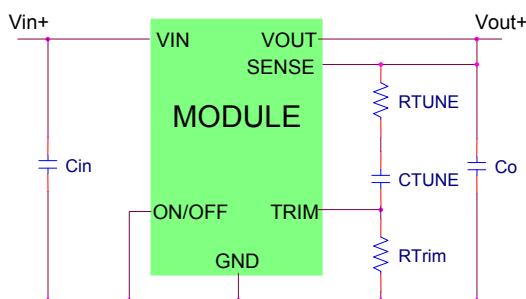 Vin+
Vout+
VIN
VOUT
SENSE
RTUNE
MODULE
Cin
CTUNE
Co
ON/OFF
TRIM
RTrim
GND